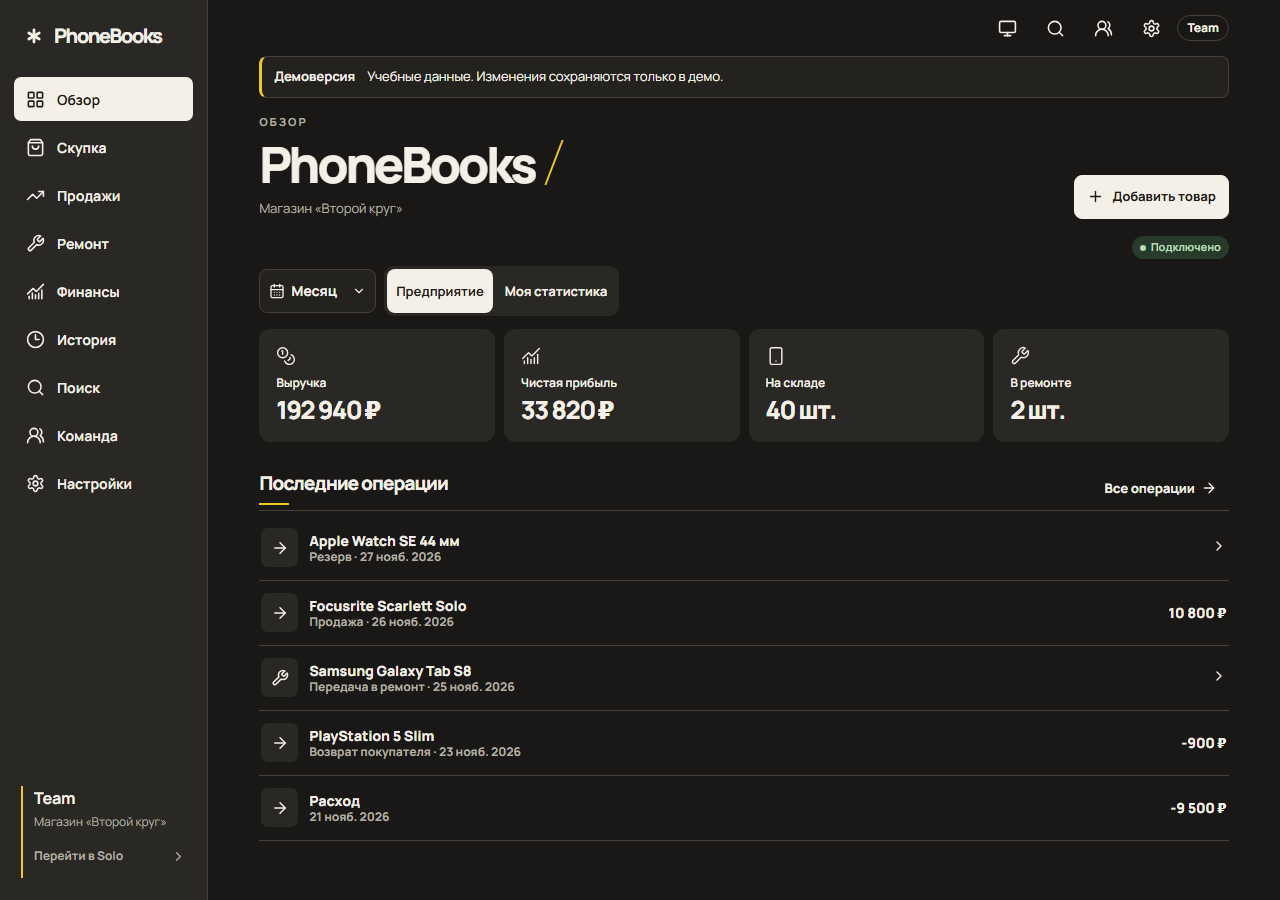 PhoneBooks
Обзор
Скупка
Продажи
Ремонт
Финансы
История
Поиск
Команда
Настройки
Team
Магазин «Второй круг»
Перейти в Solo
Team
Демоверсия Учебные данные. Изменения сохраняются только в демо.
ОБЗОР
PhoneBooks /
Магазин «Второй круг»
Добавить товар
Подключено
Месяц
Предприятие
Моя статистика
Выручка
192 940 ₽
Чистая прибыль
33 820 ₽
На складе
40 шт.
В ремонте
2 шт.
Последние операции
Все операции
Apple Watch SE 44 мм
Резерв · 27 нояб. 2026
Focusrite Scarlett Solo
Продажа · 26 нояб. 2026
10 800 ₽
Samsung Galaxy Tab S8
Передача в ремонт · 25 нояб. 2026
PlayStation 5 Slim
Возврат покупателя · 23 нояб. 2026
-900 ₽
Расход
21 нояб. 2026
-9 500 ₽